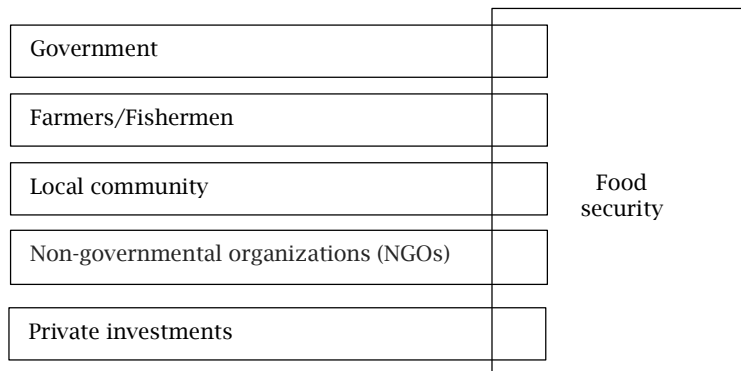 Government
Farmers/Fishermen
Local community
Food
security
Non-governmental organizations (NGOs)
Private investments